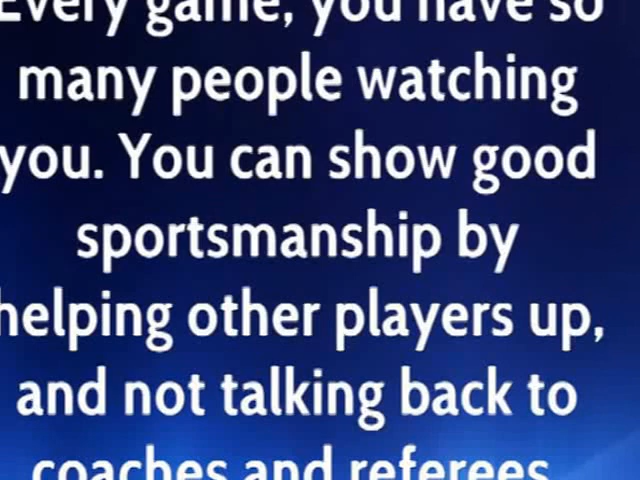 Every game, you have so
many people watching
you. You can show good
sportsmanship by
helping other players up,
and not talking back to
coaches and referees